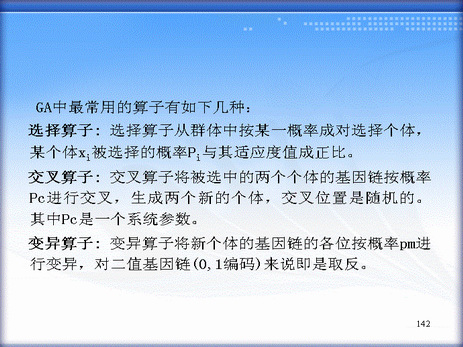 GA中最常用的算子有如下几种:
选择算子: 选择算子从群体中按某一概率成对选择个体,
某个体xi被选择的概率Pi与其适应度值成正比。
交叉算子: 交叉算子将被选中的两个个体的基因链按概率
Pc进行交叉，生成两个新的个体，交叉位置是随机的。
其中Pc是一个系统参数。
变异算子: 变异算子将新个体的基因链的各位按概率pm进
行变异，对二值基因链(0,1编码)来说即是取反。
142